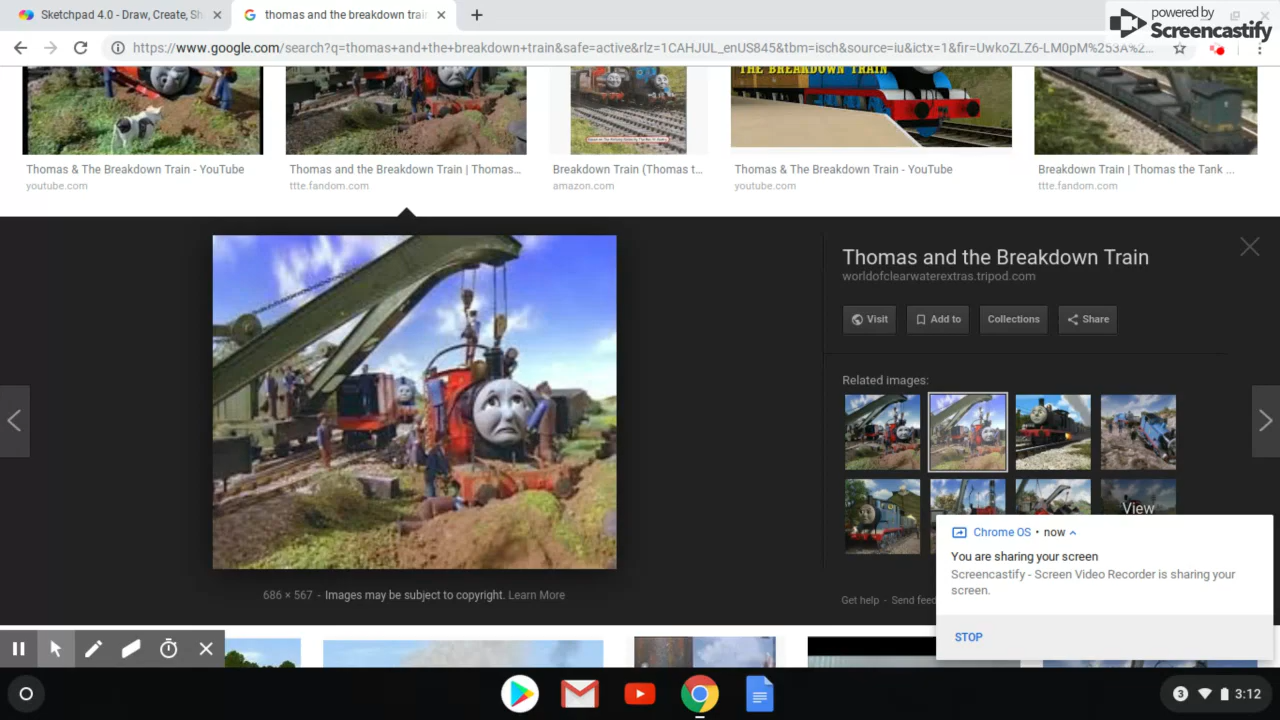 Sketchpad 4.0 - Draw, Create, Sh
thomas and the breakdown trai
powered by
Screencastify
https://www.google.com/search?q=thomas+and+the+breakdown+train&safe=active&rlz=1CAHJUL_enUS845&tbm=isch&source=iu&ictx=1&fir=UwkoZLZ6-LM0pM%253A%2...
THE BREAKDOWN TRAIN
Thomas & The Breakdown Train - YouTube
youtube.com
Thomas and the Breakdown Train | Thomas...
ttte.fandom.com
Breakdown Train (Thomas t...
amazon.com
Thomas & The Breakdown Train - YouTube
youtube.com
Breakdown Train | Thomas the Tank ...
ttte.fandom.com
Thomas and the Breakdown Train
worldofclearwaterextras.tripod.com
Visit
Add to
Collections
Share
Related images:
View
686 × 567 - Images may be subject to copyright. Learn More
Get help - Send feed
Chrome OS • now
You are sharing your screen
Screencastify - Screen Video Recorder is sharing your
screen.
STOP
3
3:12